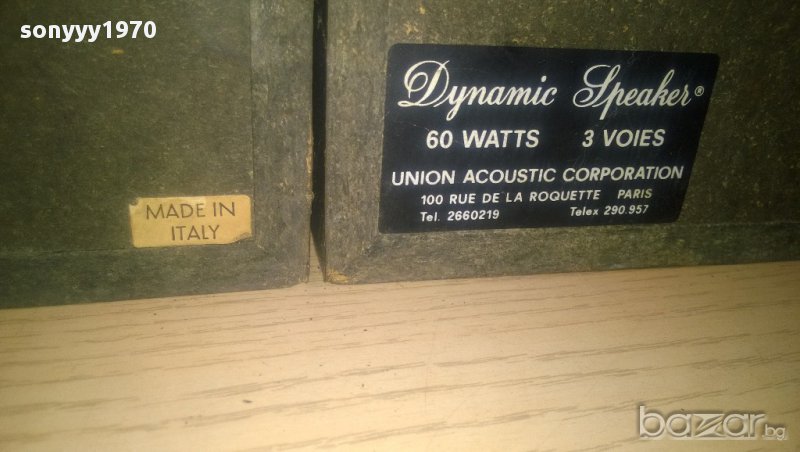 sonyyy1970
Dynamic Speaker®
60 WATTS 3 VOIES
UNION ACOUSTIC CORPORATION
100 RUE DE LA ROQUETTE PARIS
Tel. 2660219 Telex 290.957
MADE IN
ITALY
bazar.bg